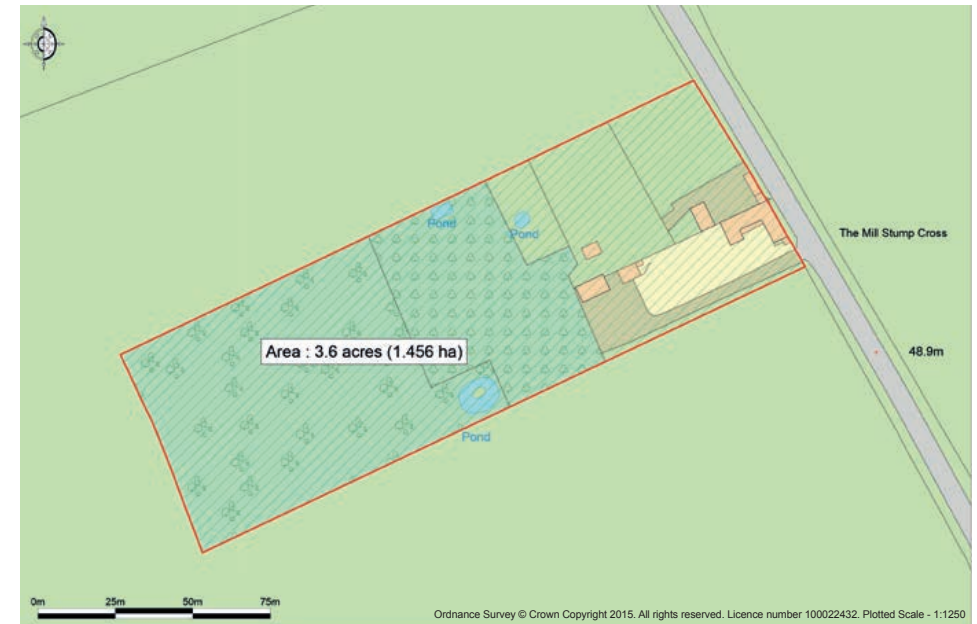 Pond
Pond
The Mill Stump Cross
Area : 3.6 acres (1.456 ha)
48.9m
Pond
0m 25m 50m 75m
Ordnance Survey © Crown Copyright 2015. All rights reserved. Licence number 100022432. Plotted Scale - 1:1250